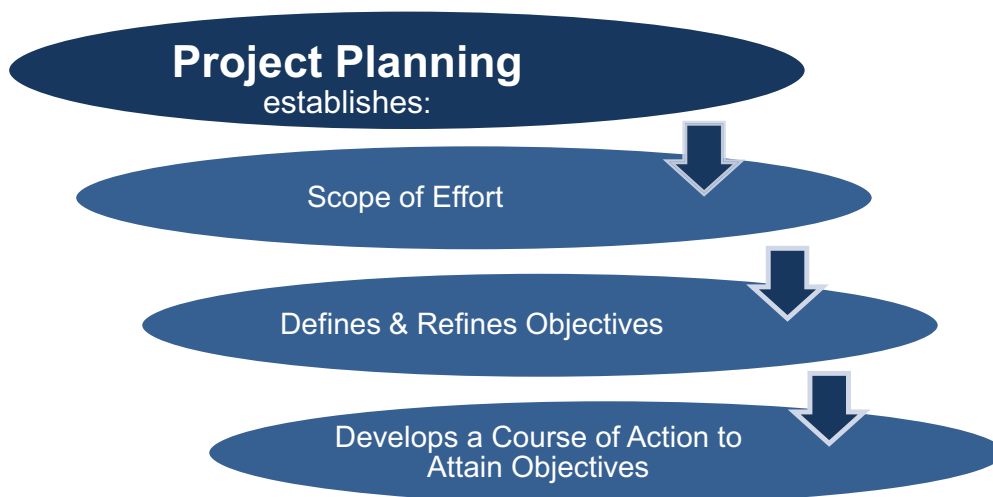 Project Planning
establishes:
Scope of Effort
Defines & Refines Objectives
Develops a Course of Action to
Attain Objectives